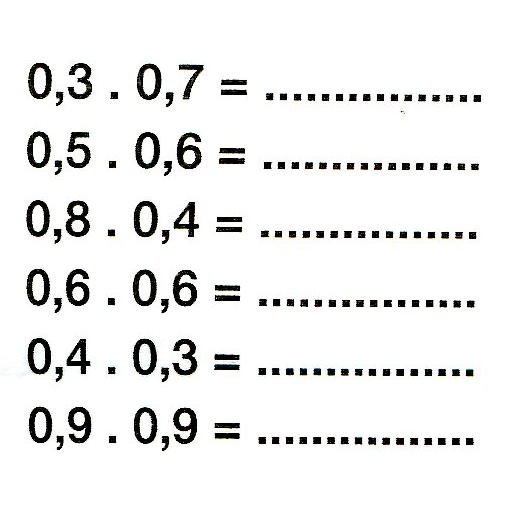 0,3 . 0,7 = ................
0,5 . 0,6 = ................
0,8 . 0,4 = ................
0,6 . 0,6 = ................
0,4 . 0,3 = ................
0,9 . 0,9 = ................